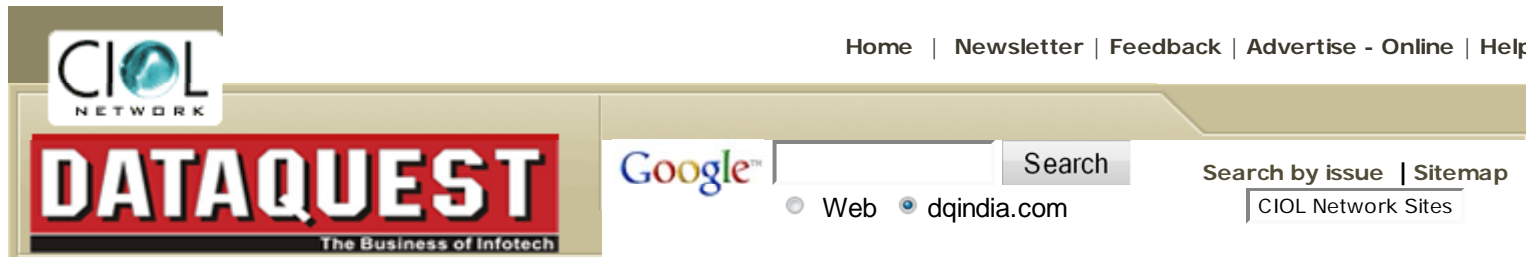 CIOL
NETWORK
Home | Newsletter | Feedback | Advertise - Online | Help
DATAQUEST
The Business of Infotech
Google™ Search
Web dqindia.com
Search by issue | Sitemap
CIOL Network Sites